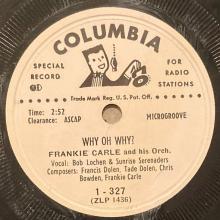 COLUMBIA
SPECIAL RECORD
FOR RADIO STATIONS
Trade Mark Reg. U.S. Pat. Off.
Time: 2:52
MICROGROOVE
Clearance: ASCAP
WHY OH WHY?
FRANKIE CARLE and his Orch.
Vocal: Bob Lochen & Sunrise Serenaders
Composers: Francis Dolen, Tade Dolen, Chris
Bowden, Frankie Carle
1 - 327
(ZLP 1436)